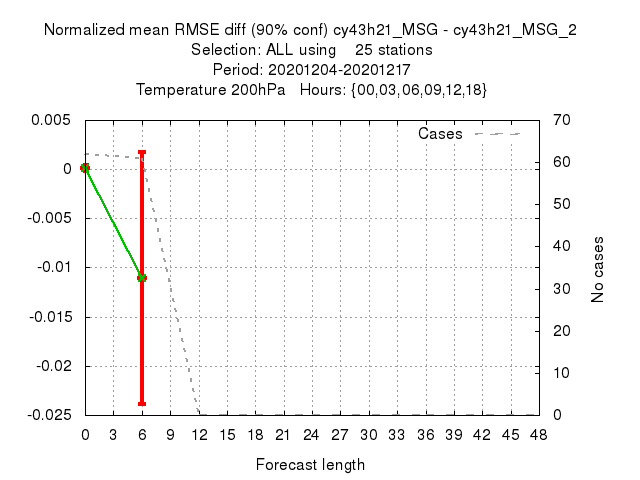 Normalized mean RMSE diff (90% conf) cy43h21_MSG - cy43h21_MSG_2
Selection: ALL using    25 stations
Period: 20201204-20201217
Temperature 200hPa   Hours: {00,03,06,09,12,18}
0.005
0
-0.005
-0.01
-0.015
-0.02
-0.025
Cases
70
60
50
40
30
20
10
0
No cases
0 3 6 9 12 15 18 21 24 27 30 33 36 39 42 45 48
Forecast length